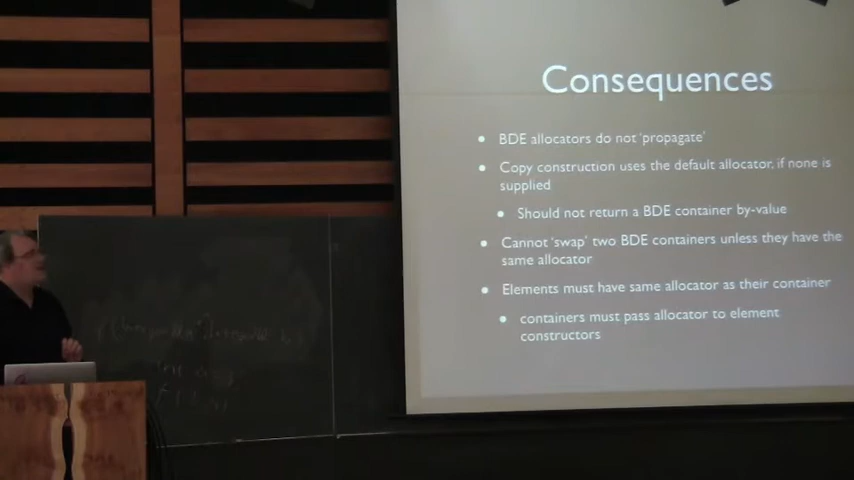 Consequences
• BDE allocators do not 'propagate'
• Copy construction uses the default allocator, if none is
supplied
• Should not return a BDE container by-value
• Cannot 'swap' two BDE containers unless they have the
same allocator
• Elements must have same allocator as their container
• containers must pass allocator to element
constructors